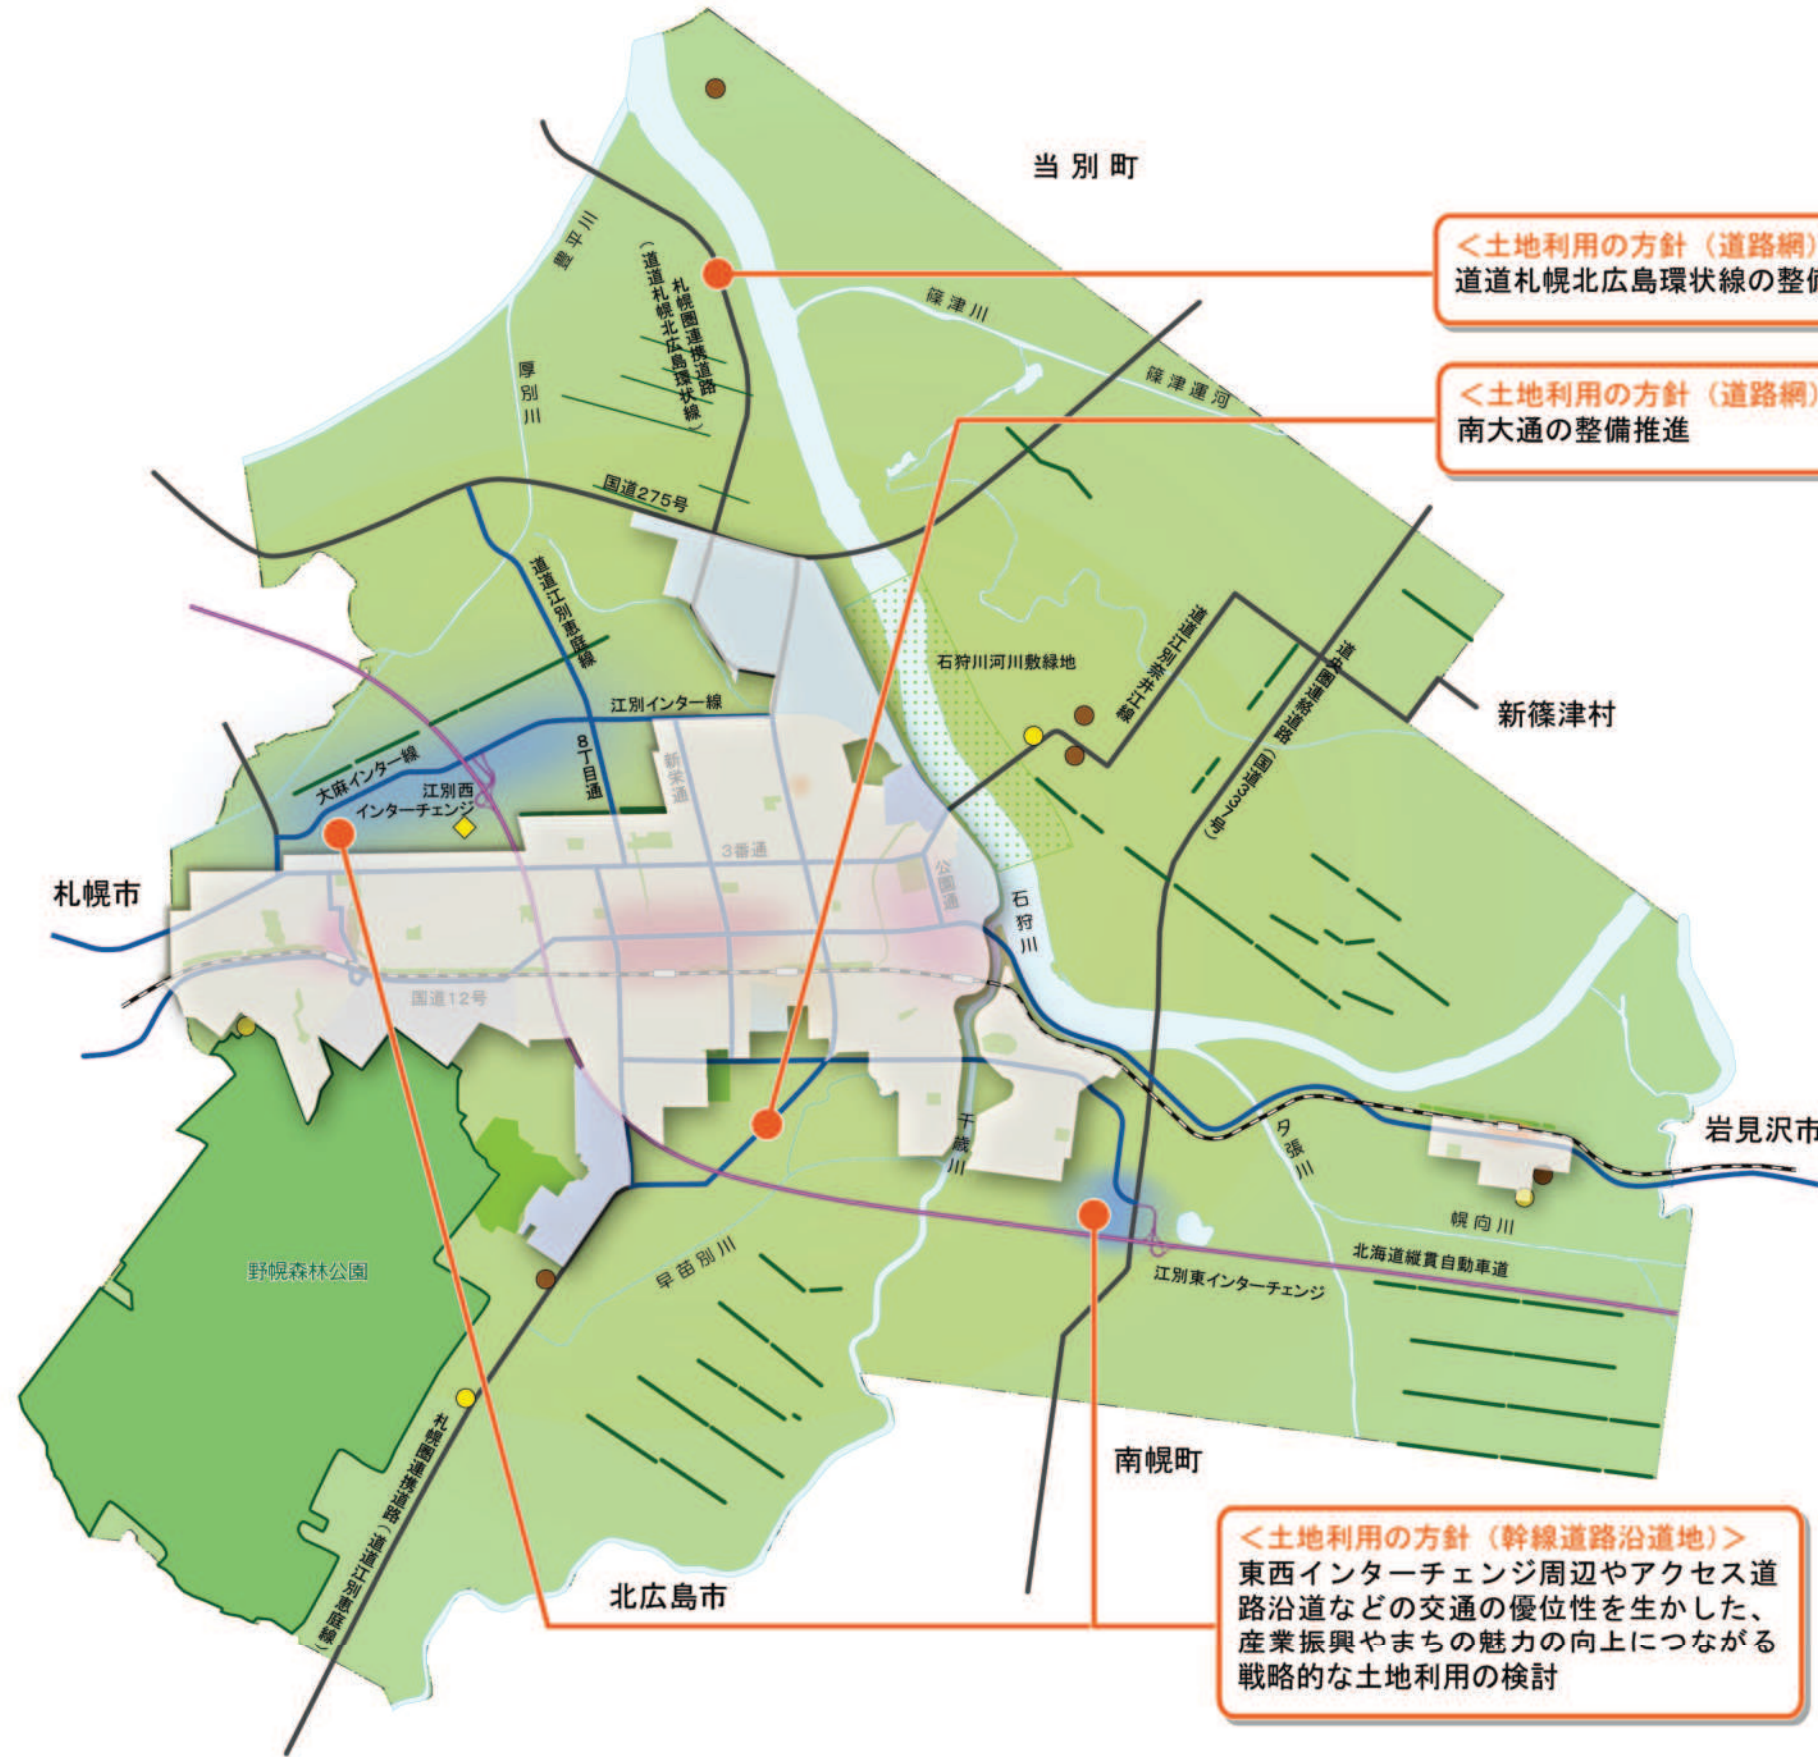 当別町
＜土地利用の方針（道路網）
道道札幌北広島環状線の整備
豊平川
札幌圏連携道路
（道道札幌北広島環状線）
篠津川
厚別川
篠津運河
＜土地利用の方針（道路網）
南大通の整備推進
国道275号
道道江別恵庭線
石狩川河川敷緑地
道道江別奈井江線
道央圏連絡道路（国道337号）
新篠津村
江別インター線
8丁目通
新栄通
大麻インター線
江別西
インターチェンジ
3番通
公園通
札幌市
石狩川
国道12号
千歳川
夕張川
岩見沢市
幌向川
北海道縦貫自動車道
江別東インターチェンジ
早苗別川
野幌森林公園
札幌圏連携道路（道道江別恵庭線）
南幌町
北広島市
＜土地利用の方針（幹線道路沿道地）＞
東西インターチェンジ周辺やアクセス道
路沿道などの交通の優位性を生かした、
産業振興やまちの魅力の向上につながる
戦略的な土地利用の検討